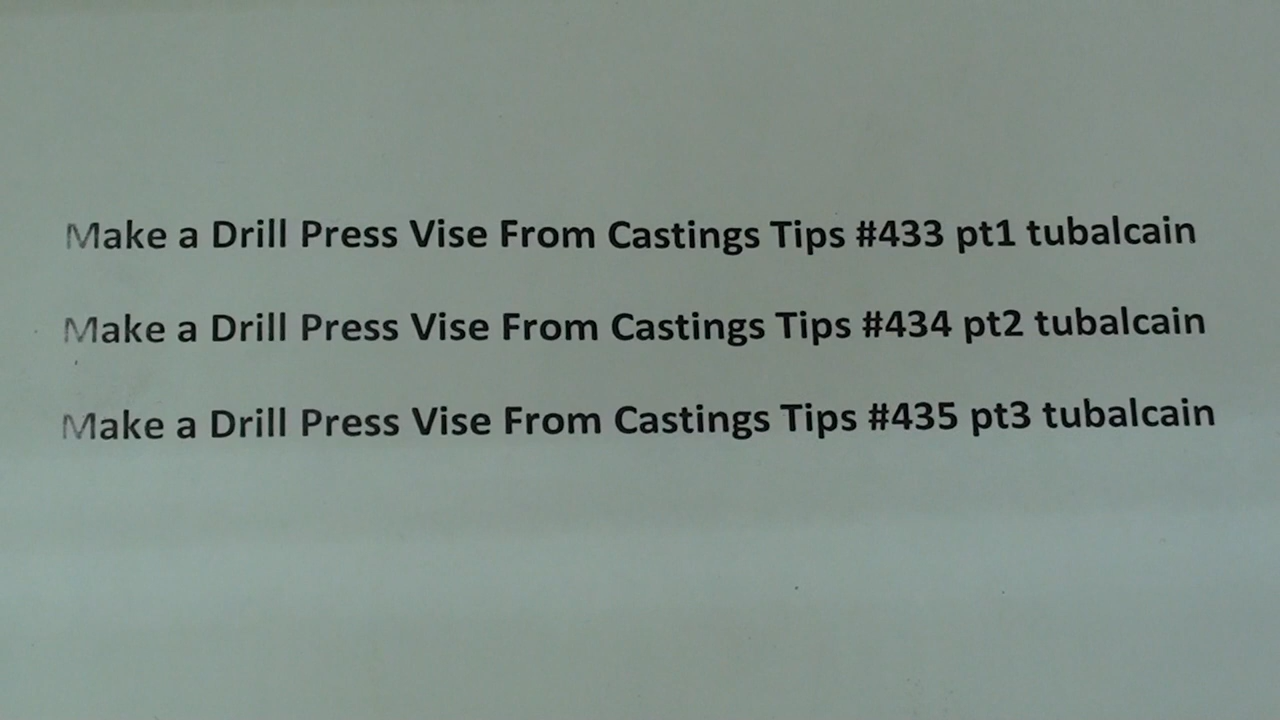 Make a Drill Press Vise From Castings Tips #433 pt1 tubalcain
Make a Drill Press Vise From Castings Tips #434 pt2 tubalcain
Make a Drill Press Vise From Castings Tips #435 pt3 tubalcain